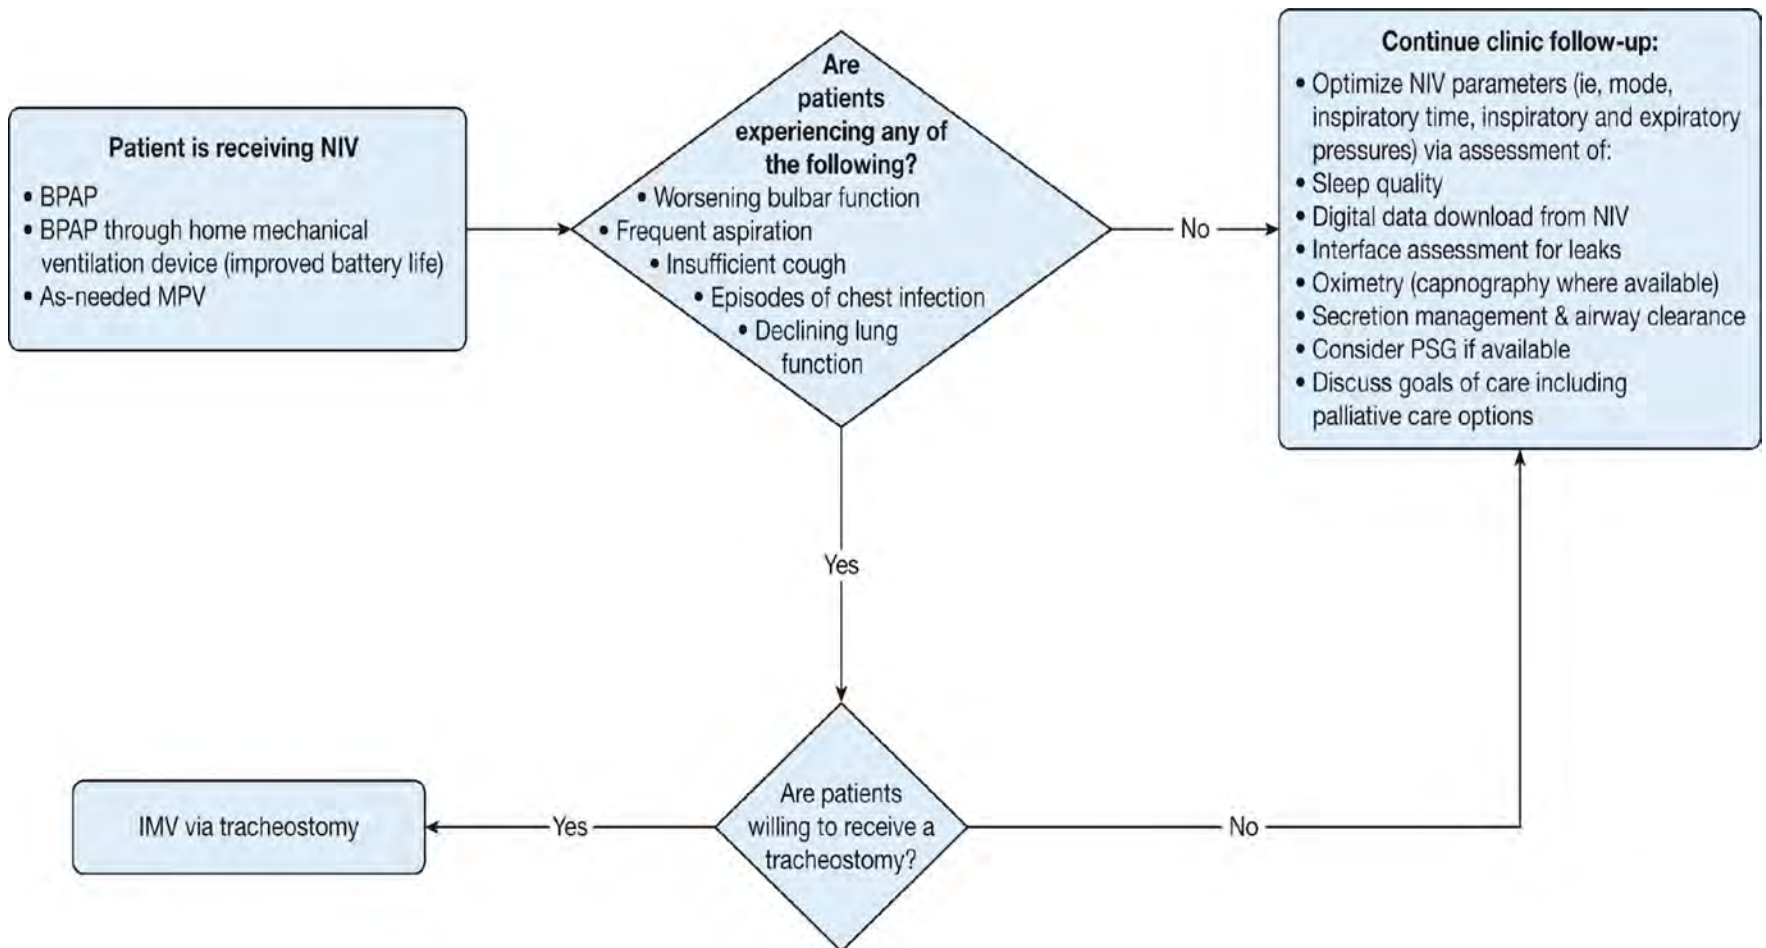 Patient is receiving NIV
• BPAP
• BPAP through home mechanical
ventilation device (improved battery life)
• As-needed MPV
Are
patients
experiencing any of
the following?
• Worsening bulbar function
• Frequent aspiration
• Insufficient cough
• Episodes of chest infection
• Declining lung
function
No
Continue clinic follow-up:
• Optimize NIV parameters (ie, mode,
inspiratory time, inspiratory and expiratory
pressures) via assessment of:
• Sleep quality
• Digital data download from NIV
• Interface assessment for leaks
• Oximetry (capnography where available)
• Secretion management & airway clearance
• Consider PSG if available
• Discuss goals of care including
palliative care options
Yes
Are patients
willing to receive a
tracheostomy?
Yes
IMV via tracheostomy
No